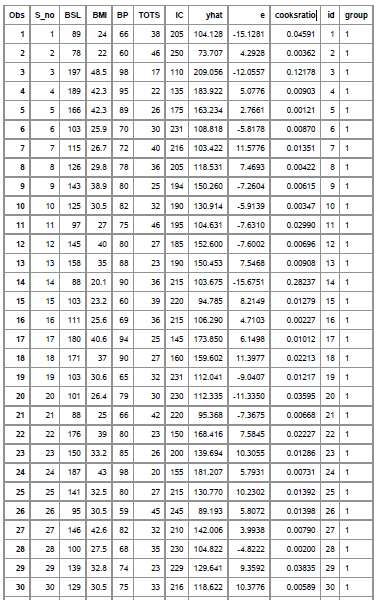 Obs S_no BSL BMI BP TOTS IC yhat e cooksratio id group
1 1 89 24 66 38 205 104.128 -15.1281 0.04591 1 1
2 2 78 22 60 46 250 73.707 4.2928 0.00362 2 1
3 3 197 48.5 98 17 110 209.056 -12.0557 0.12178 3 1
4 4 189 42.3 95 22 135 183.922 5.0776 0.00903 4 1
5 5 166 42.3 89 26 175 163.234 2.7661 0.00121 5 1
6 6 103 25.9 70 30 231 108.818 -5.8178 0.00870 6 1
7 7 115 26.7 72 40 216 103.422 11.5776 0.01351 7 1
8 8 126 29.8 78 36 205 118.531 7.4693 0.00422 8 1
9 9 143 38.9 80 25 194 150.260 -7.2604 0.00615 9 1
10 10 125 30.5 82 32 190 130.914 -5.9139 0.00347 10 1
11 11 97 27 75 46 195 104.631 -7.6310 0.02990 11 1
12 12 145 40 80 27 185 152.600 -7.6002 0.00696 12 1
13 13 158 35 88 23 190 150.453 7.5468 0.00908 13 1
14 14 88 20.1 90 36 215 103.675 -15.6751 0.28237 14 1
15 15 103 23.2 60 39 220 94.785 8.2149 0.01279 15 1
16 16 111 25.6 69 36 215 106.290 4.7103 0.00227 16 1
17 17 180 40.6 94 25 145 173.850 6.1498 0.01012 17 1
18 18 171 37 90 27 160 159.602 11.3977 0.02213 18 1
19 19 103 30.6 65 32 231 112.041 -9.0407 0.01217 19 1
20 20 101 26.4 79 30 230 112.335 -11.3350 0.03595 20 1
21 21 88 25 66 42 220 95.368 -7.3675 0.00668 21 1
22 22 176 39 80 23 150 168.416 7.5845 0.02227 22 1
23 23 150 33.2 85 26 200 139.694 10.3055 0.01286 23 1
24 24 187 43 98 20 155 181.207 5.7931 0.00731 24 1
25 25 141 32.5 80 27 215 130.770 10.2302 0.01392 25 1
26 26 95 30.5 59 45 245 89.193 5.8072 0.01398 26 1
27 27 146 42.6 82 32 210 142.006 3.9938 0.00790 27 1
28 28 100 27.5 68 35 230 104.822 -4.8222 0.00200 28 1
29 29 139 32.8 74 23 229 129.641 9.3592 0.03835 29 1
30 30 129 30.5 75 33 216 118.622 10.3776 0.00589 30 1